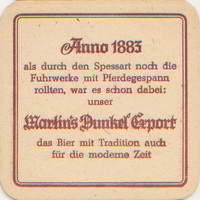 Anno 1883
als durch den Spessart noch die
Fuhrwerke mit Pferdegespann
rollten, war es schon dabei:
unser
Martin's Dunkel Export
das Bier mit Tradition auch
für die moderne Zeit